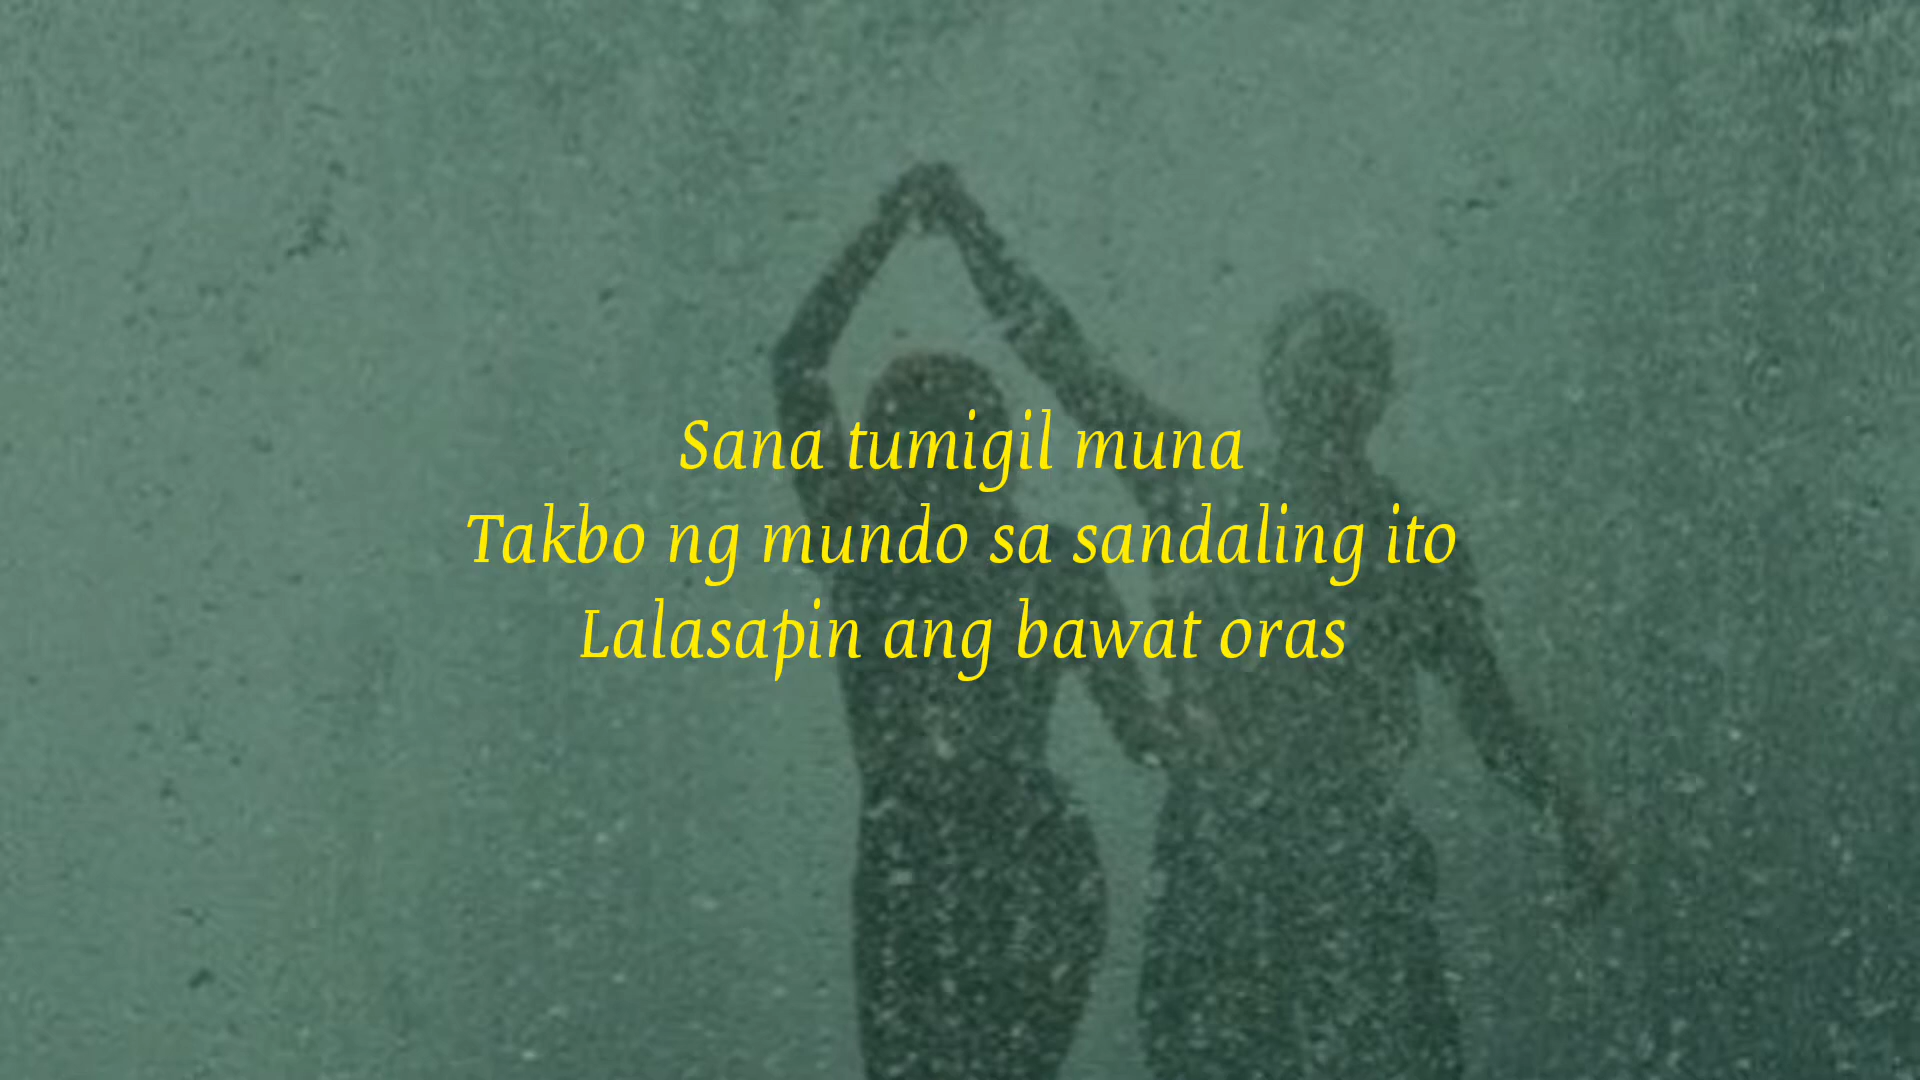 Sana tumigil muna
Takbo ng mundo sa sandaling ito
Lalasapin ang bawat oras